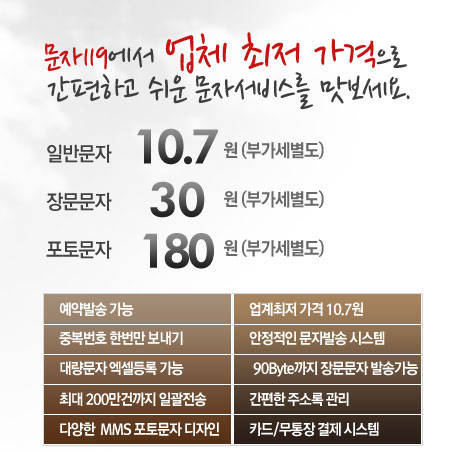 문자119에서 업체 최저 가격으로
간편하고 쉬운 문자서비스를 맛보세요.
일반문자 10.7 원 (부가세별도)
장문문자 30 원 (부가세별도)
포토문자 180 원 (부가세별도)
예약발송 가능 업계최저 가격 10.7원
중복번호 한번만 보내기 안정적인 문자발송 시스템
대량문자 엑셀등록 가능 90Byte까지 장문문자 발송가능
최대 200만건까지 일괄전송 간편한 주소록 관리
다양한 MMS 포토문자 디자인 카드/무통장 결제 시스템